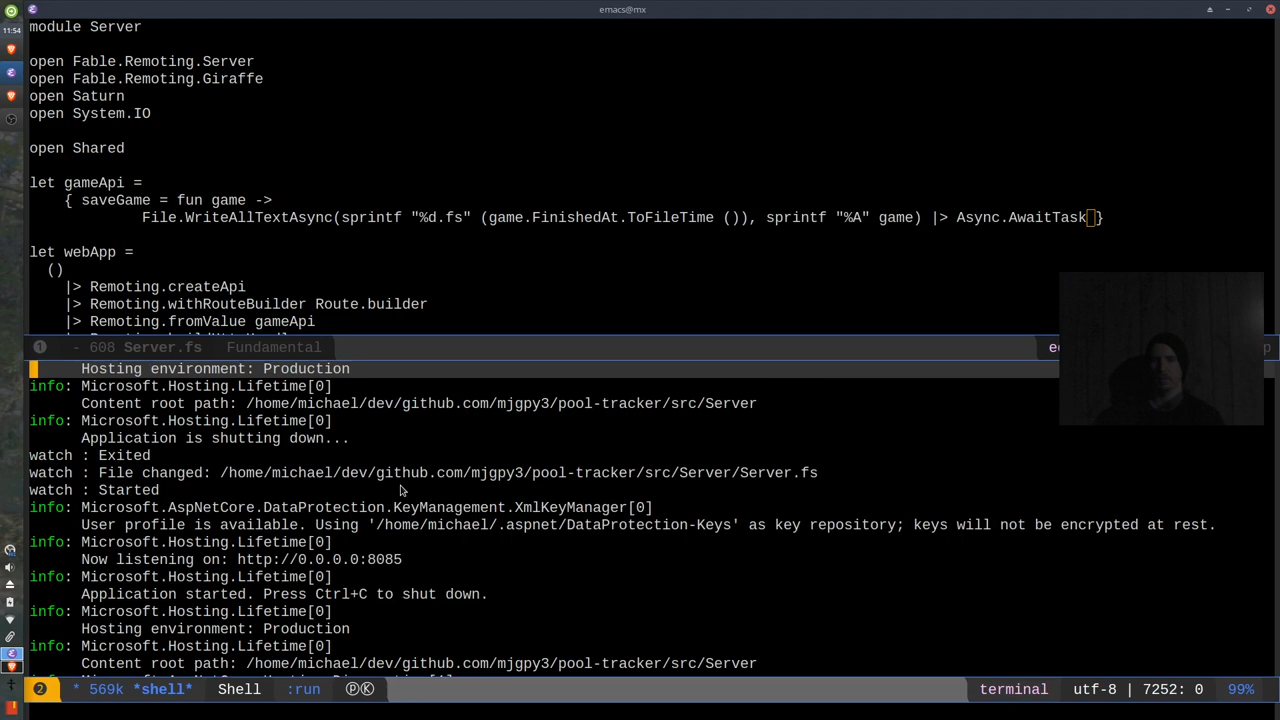 emacs@mx
11:54
module Server
open Fable.Remoting.Server
open Fable.Remoting.Giraffe
open Saturn
open System.IO
open Shared
let gameApi =
{ saveGame = fun game ->
File.WriteAllTextAsync(sprintf "%d.fs" (game.FinishedAt.ToFileTime ()), sprintf "%A" game) |> Async.AwaitTask }
let webApp =
()
|> Remoting.createApi
|> Remoting.withRouteBuilder Route.builder
|> Remoting.fromValue gameApi
❶ - 608 Server.fs Fundamental
Hosting environment: Production
info: Microsoft.Hosting.Lifetime[0]
Content root path: /home/michael/dev/github.com/mjgpy3/pool-tracker/src/Server
info: Microsoft.Hosting.Lifetime[0]
Application is shutting down...
watch : Exited
watch : File changed: /home/michael/dev/github.com/mjgpy3/pool-tracker/src/Server/Server.fs
watch : Started
info: Microsoft.AspNetCore.DataProtection.KeyManagement.XmlKeyManager[0]
User profile is available. Using '/home/michael/.aspnet/DataProtection-Keys' as key repository; keys will not be encrypted at rest.
info: Microsoft.Hosting.Lifetime[0]
Now listening on: http://0.0.0.0:8085
info: Microsoft.Hosting.Lifetime[0]
Application started. Press Ctrl+C to shut down.
info: Microsoft.Hosting.Lifetime[0]
Hosting environment: Production
info: Microsoft.Hosting.Lifetime[0]
Content root path: /home/michael/dev/github.com/mjgpy3/pool-tracker/src/Server
❷ * 569k *shell* Shell :run ⓟⓀ terminal utf-8 | 7252: 0 99%